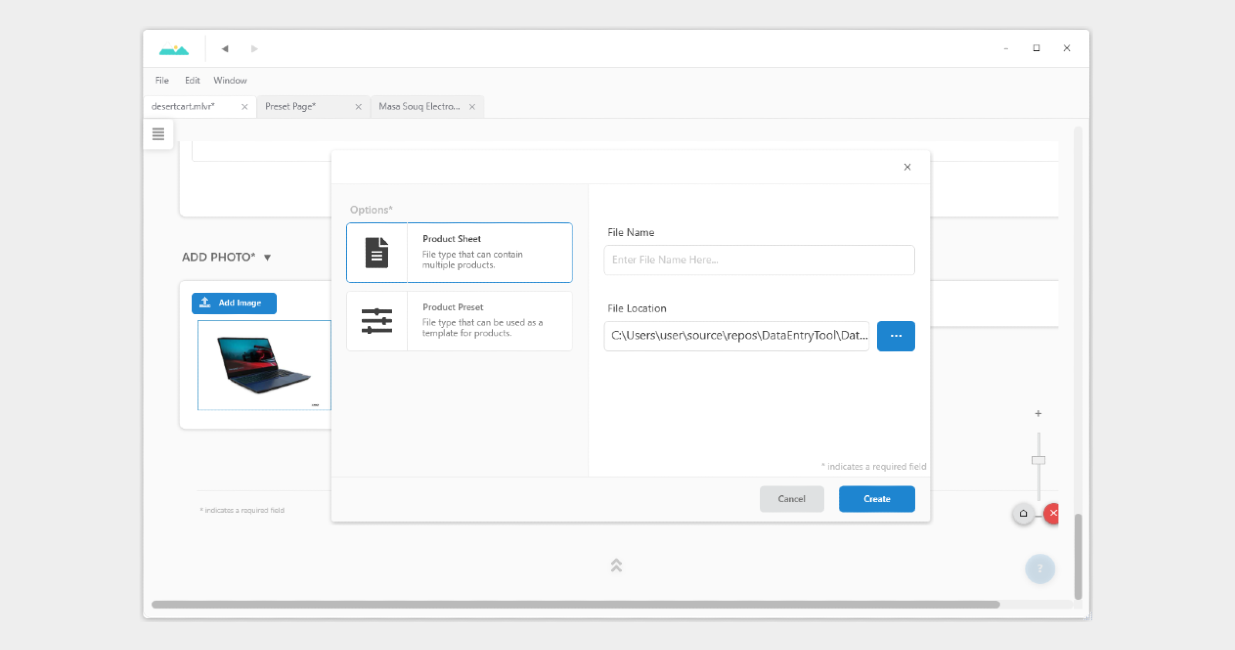 File Edit Window
desertcart.mlvr* Preset Page* Masa Souq Electro...
Options*
Product Sheet
File type that can contain
multiple products.
Product Preset
File type that can be used as a
template for products.
File Name
Enter File Name Here...
File Location
C:\Users\user\source\repos\DataEntryTool\Dat...
...
* indicates a required field
Cancel Create
ADD PHOTO*
Add Image
* indicates a required field
?